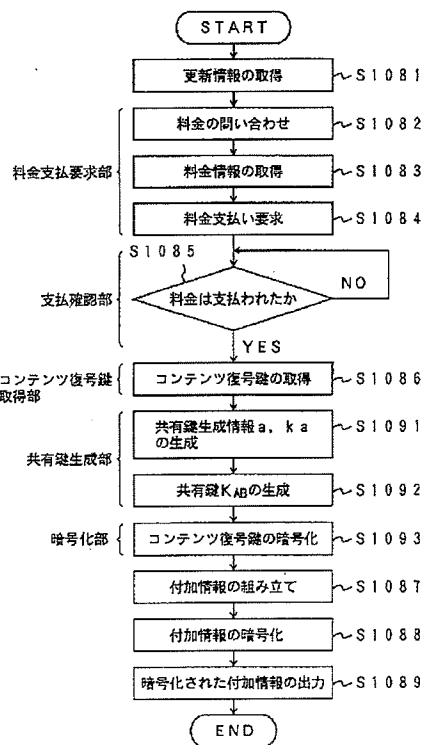 START
更新情報の取得 S1081
料金の問い合わせ S1082
料金支払要求部
料金情報の取得 S1083
料金支払い要求 S1084
S1085
支払確認部
料金は支払われたか
NO
YES
コンテンツ復号鍵取得部
コンテンツ復号鍵の取得 S1086
共有鍵生成情報a, kaの生成 S1091
共有鍵生成部
共有鍵KABの生成 S1092
暗号化部
コンテンツ復号鍵の暗号化 S1093
付加情報の組み立て S1087
付加情報の暗号化 S1088
暗号化された付加情報の出力 S1089
END